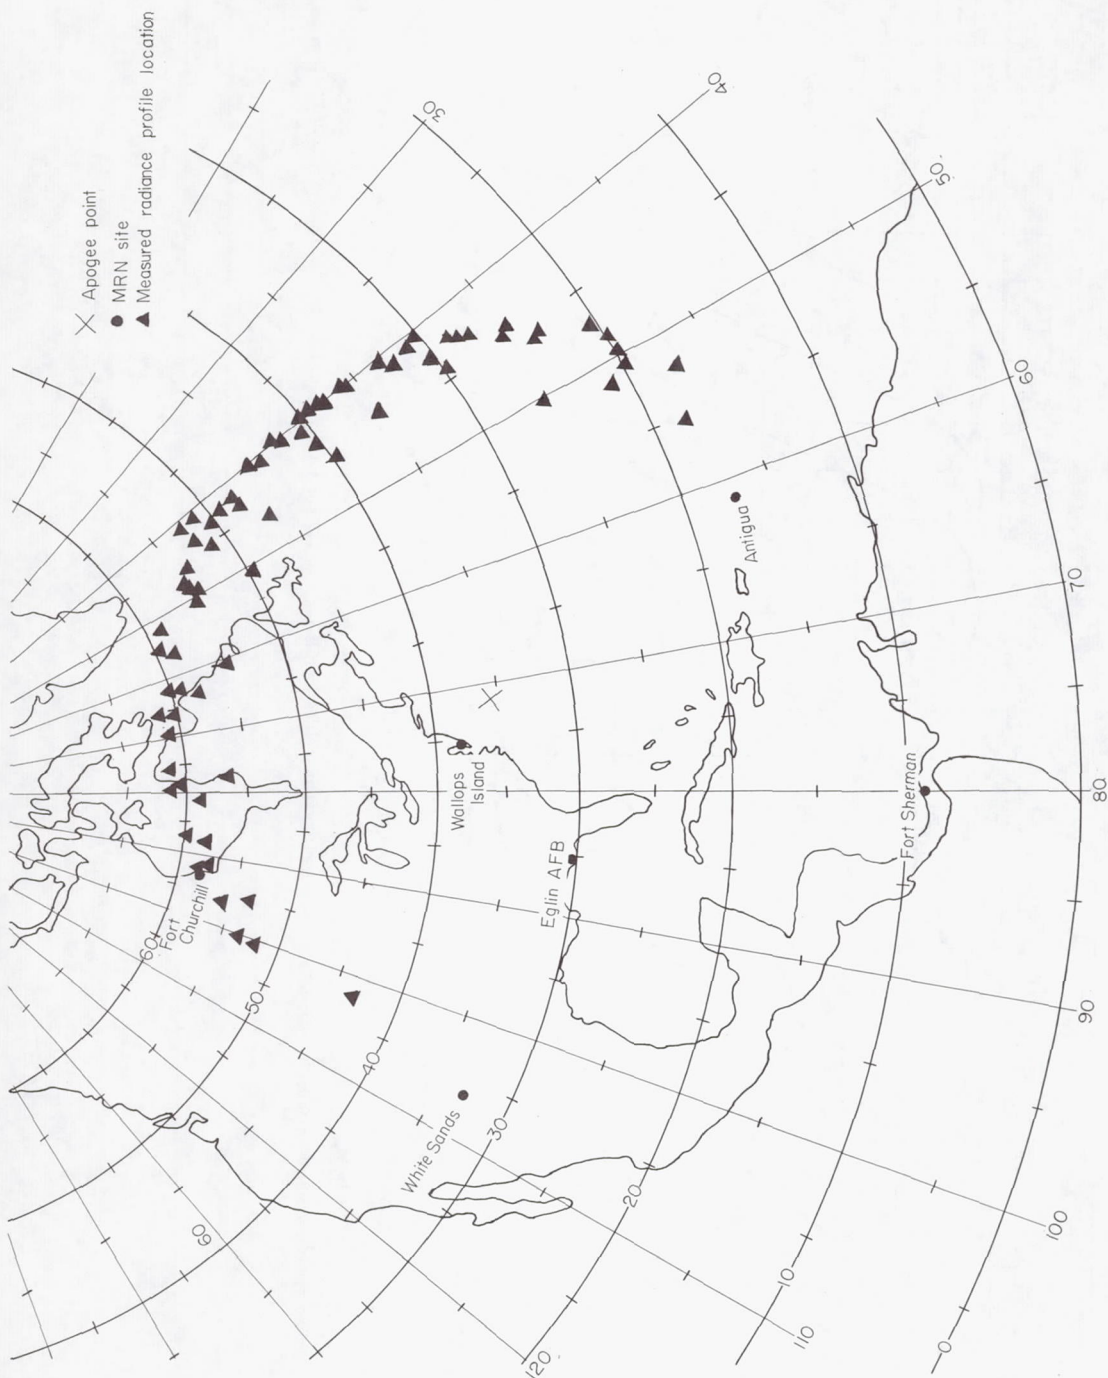 Apogee point
MRN site
Measured radiance profile location
30
40
50
60
70
80
90
100
110
120
60
60
50
40
30
20
10
0
Fort
Churchill
Wallops
Island
White Sands
Eglin AFB
Antigua
Fort Sherman